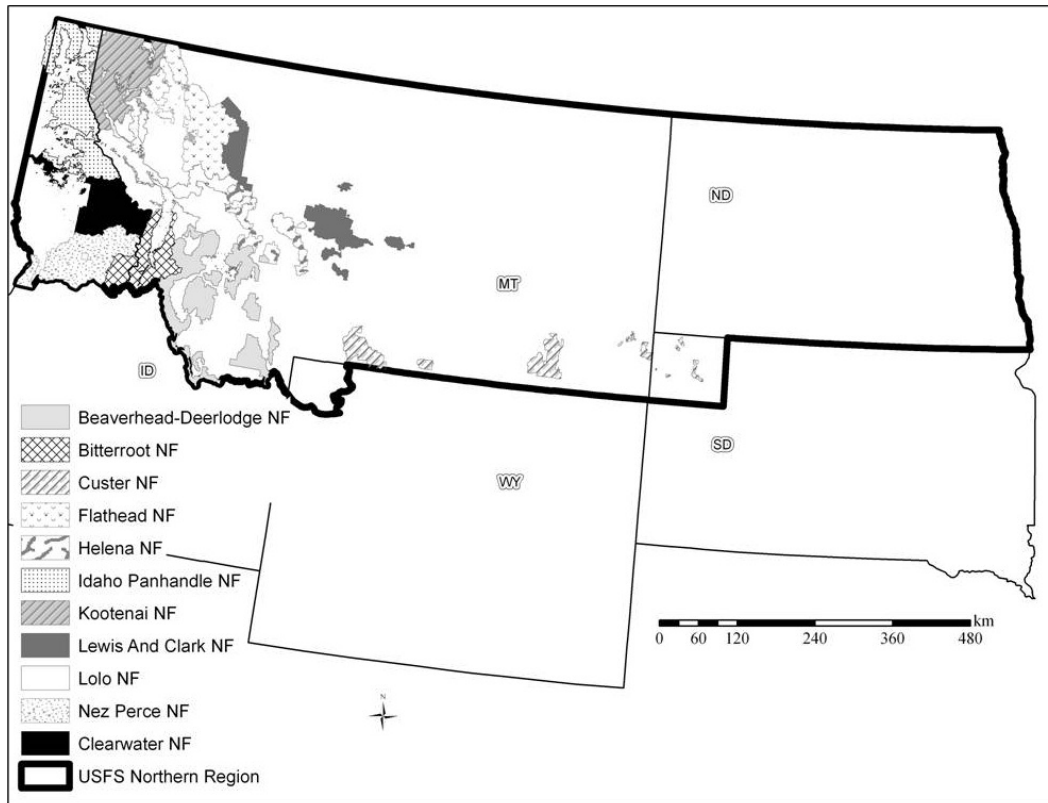 ND
MT
ID
SD
WY
Beaverhead-Deerlodge NF
Bitterroot NF
Custer NF
Flathead NF
Helena NF
Idaho Panhandle NF
Kootenai NF
Lewis And Clark NF
Lolo NF
Nez Perce NF
Clearwater NF
USFS Northern Region
km
0 60 120 240 360 480
N